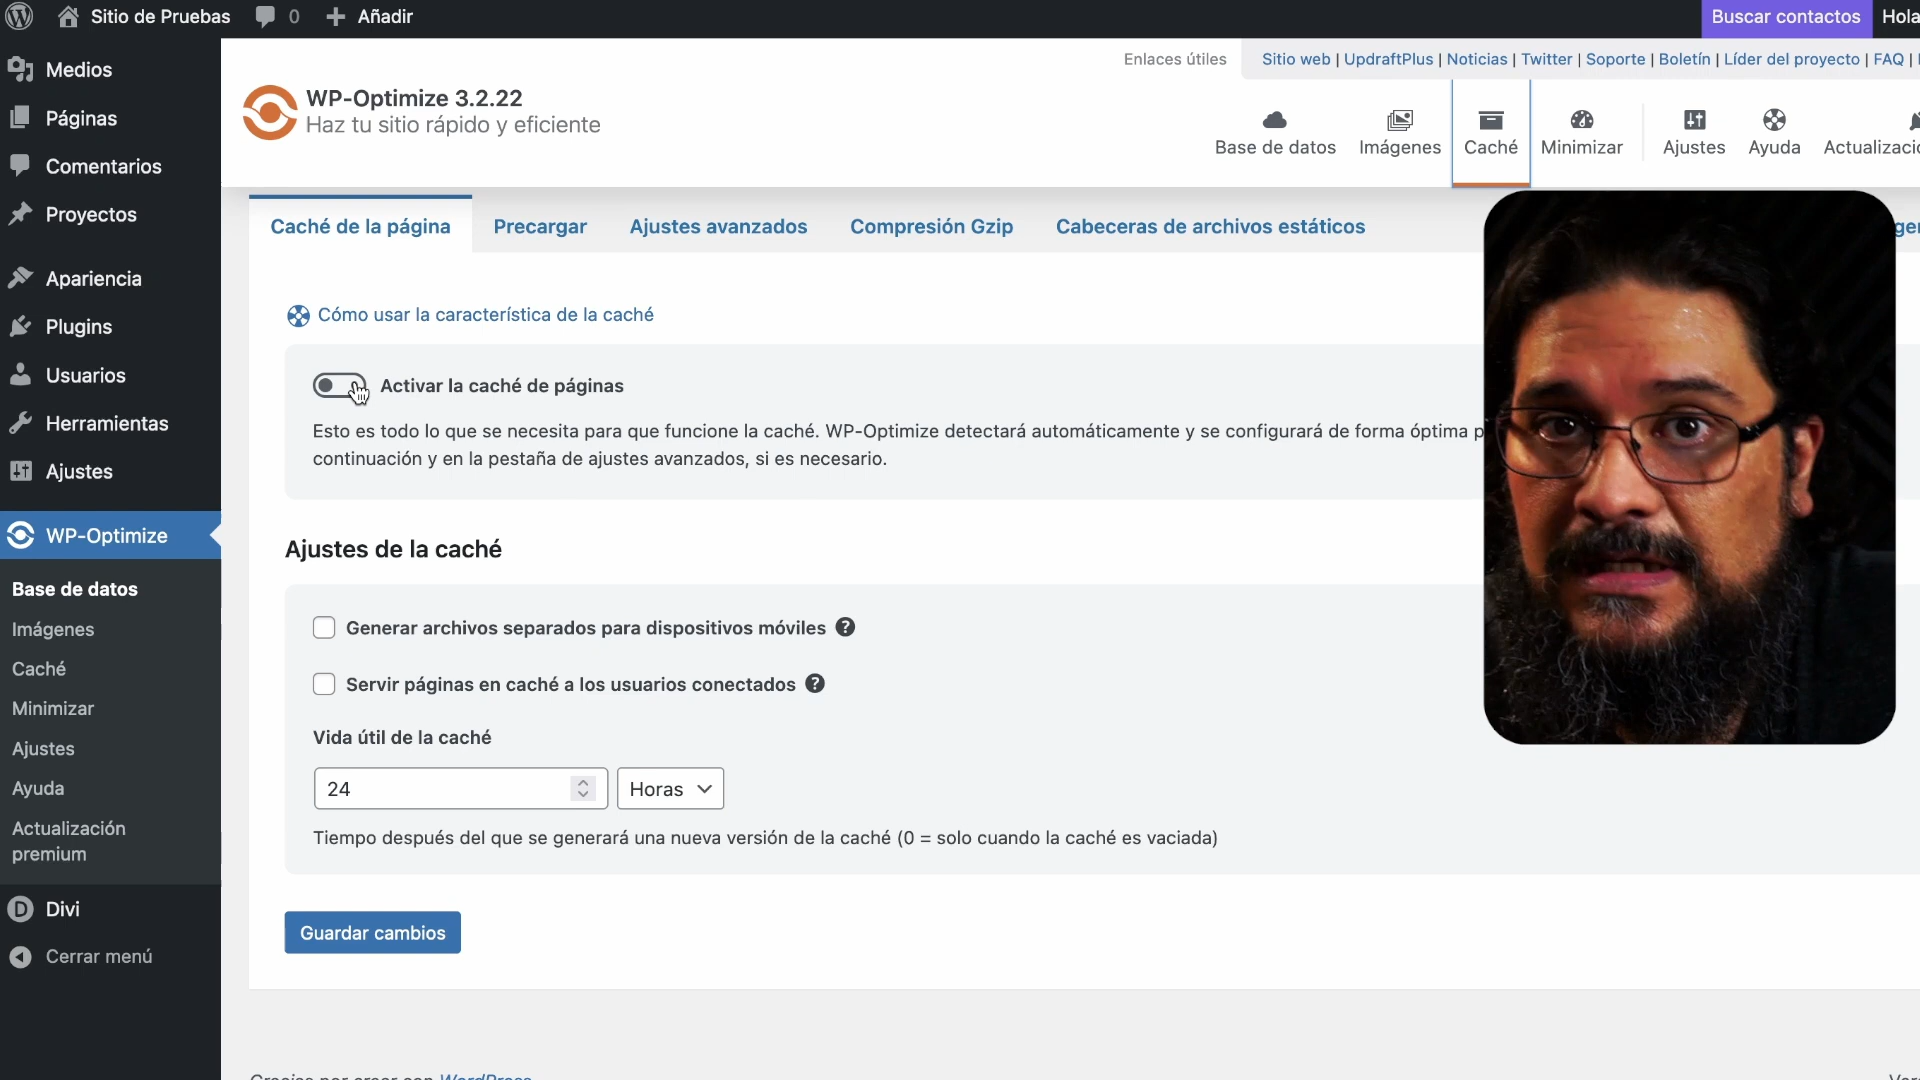 Sitio de Pruebas
0
Añadir
Buscar contactos
Hola
Medios
Páginas
Comentarios
Proyectos
Apariencia
Plugins
Usuarios
Herramientas
Ajustes
WP-Optimize
Base de datos
Imágenes
Caché
Minimizar
Ajustes
Ayuda
Actualización
premium
D Divi
Cerrar menú
Enlaces útiles
Sitio web | UpdraftPlus | Noticias | Twitter | Soporte | Boletín | Líder del proyecto | FAQ |
WP-Optimize 3.2.22
Haz tu sitio rápido y eficiente
Base de datos
Imágenes
Caché
Minimizar
Ajustes
Ayuda
Caché de la página
Precargar
Ajustes avanzados
Compresión Gzip
Cabeceras de archivos estáticos
Cómo usar la característica de la caché
Activar la caché de páginas
Esto es todo lo que se necesita para que funcione la caché. WP-Optimize detectará automáticamente y se configurará de forma óptima p
continuación y en la pestaña de ajustes avanzados, si es necesario.
Ajustes de la caché
Generar archivos separados para dispositivos móviles ?
Servir páginas en caché a los usuarios conectados ?
Vida útil de la caché
24
Horas
Tiempo después del que se generará una nueva versión de la caché (0 = solo cuando la caché es vaciada)
Guardar cambios
Gracias por crear con WordPress